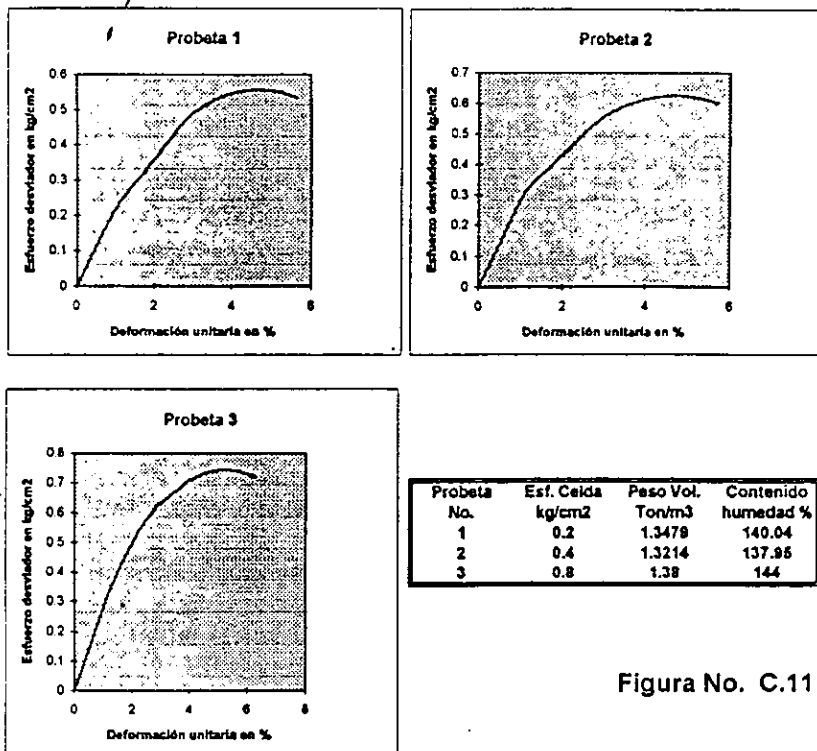 Probeta 1
Esfuerzo desviador en kg/cm2
0.6
0.5
0.4
0.3
0.2
0.1
0
0 2 4 6
Deformación unitaria en %
Probeta 2
Esfuerzo desviador en kg/cm2
0.7
0.6
0.5
0.4
0.3
0.2
0.1
0
0 2 4 6
Deformación unitaria en %
Probeta 3
Esfuerzo desviador en kg/cm2
0.8
0.7
0.6
0.5
0.4
0.3
0.2
0.1
0
0 2 4 6 8
Deformación unitaria en %
Probeta Esf. Celda Peso Vol. Contenido
No. kg/cm2 Ton/m3 humedad %
1 0.2 1.3479 140.04
2 0.4 1.3214 137.95
3 0.8 1.38 144
Figura No. C.11